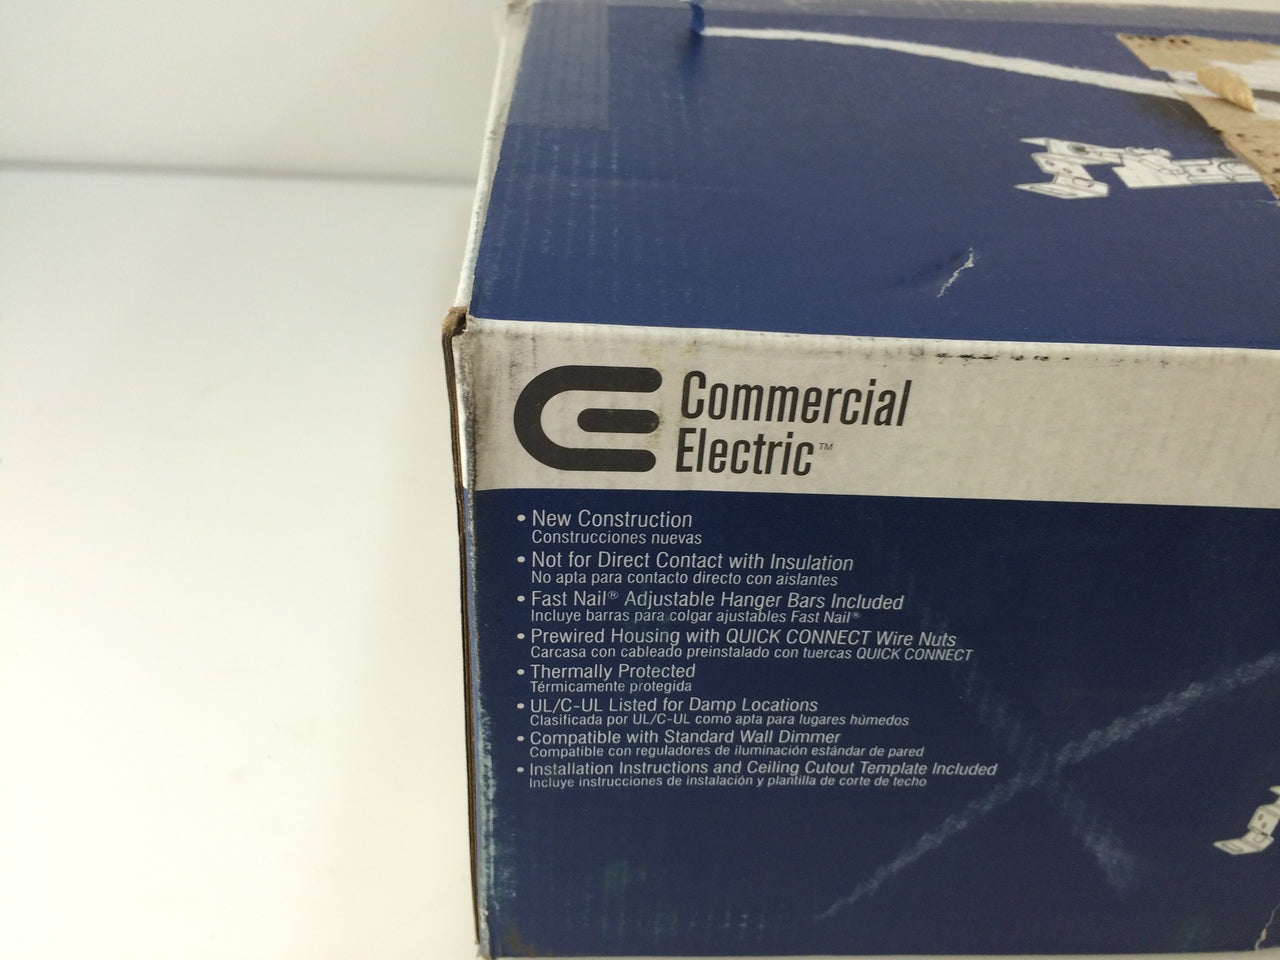 Commercial
Electric™
• New Construction
Construcciones nuevas
• Not for Direct Contact with Insulation
No apta para contacto directo con aislantes
• Fast Nail® Adjustable Hanger Bars Included
Incluye barras para colgar ajustables Fast Nail®
• Prewired Housing with QUICK CONNECT Wire Nuts
Carcasa con cableado preinstalado con tuercas QUICK CONNECT
• Thermally Protected
Térmicamente protegida
• UL/C-UL Listed for Damp Locations
Clasificada por UL/C-UL como apta para lugares húmedos
• Compatible with Standard Wall Dimmer
Compatible con reguladores de iluminación estándar de pared
• Installation Instructions and Ceiling Cutout Template Included
Incluye instrucciones de instalación y plantilla de corte de techo